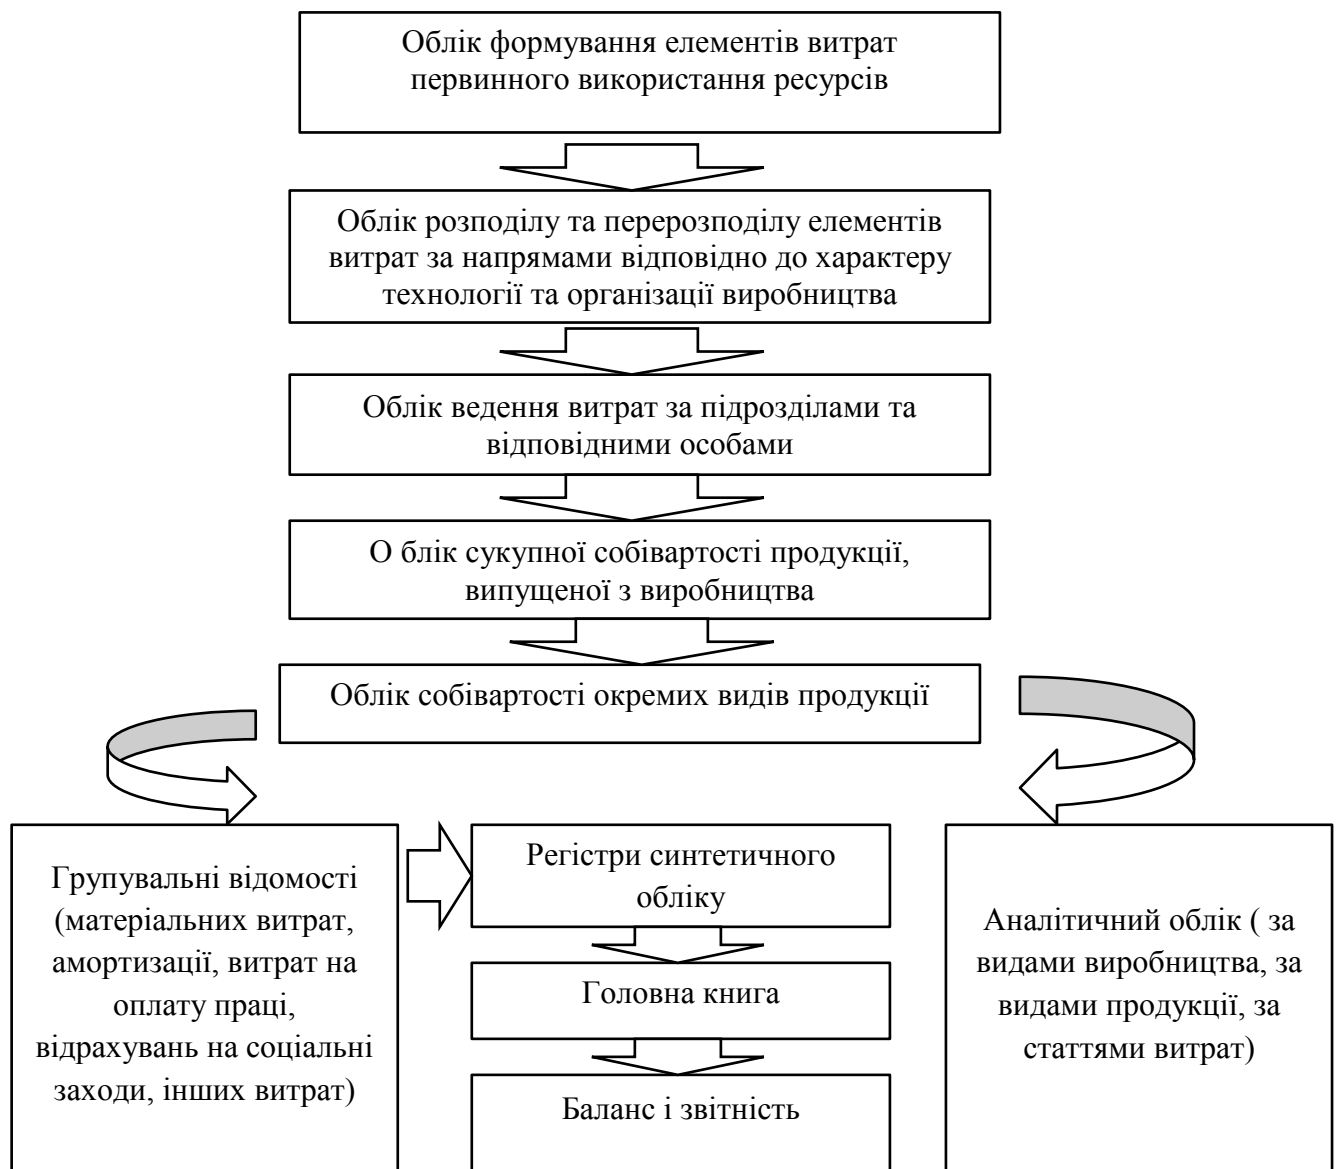 Облік формування елементів витрат
первинного використання ресурсів
Облік розподілу та перерозподілу елементів
витрат за напрямами відповідно до характеру
технології та організації виробництва
Облік ведення витрат за підрозділами та
відповідними особами
О блік сукупної собівартості продукції,
випущеної з виробництва
Облік собівартості окремих видів продукції
Групувальні відомості
(матеріальних витрат,
амортизації, витрат на
оплату праці,
відрахувань на соціальні
заходи, інших витрат)
Регістри синтетичного
обліку
Головна книга
Баланс і звітність
Аналітичний облік ( за
видами виробництва, за
видами продукції, за
статтями витрат)